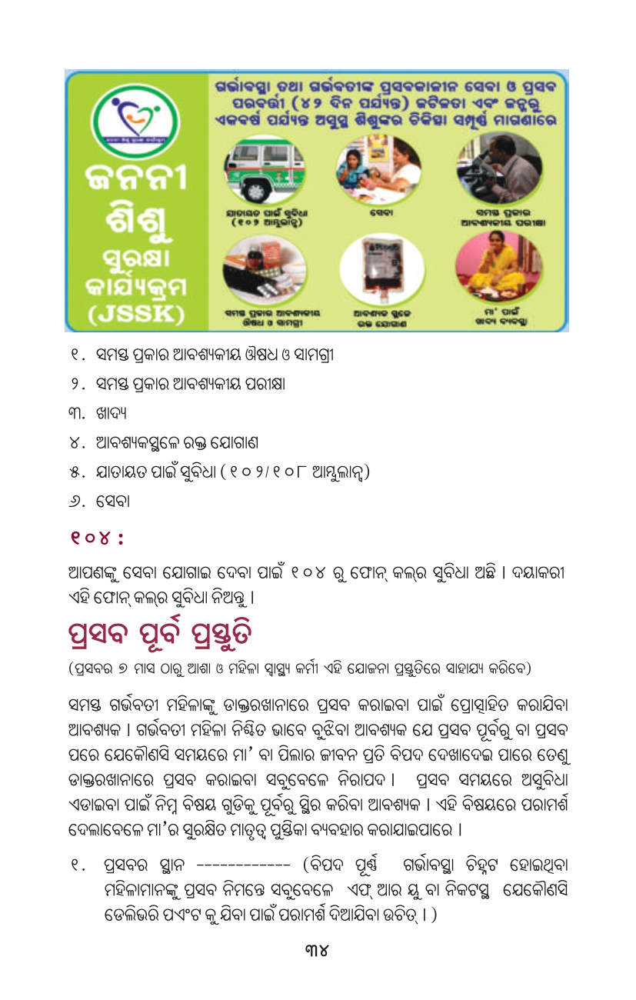 ଗର୍ଭାବସ୍ଥା ତଥା ଗର୍ଭବତୀଙ୍କ ପ୍ରସବକାଳୀନ ସେବା ଓ ପ୍ରସବ
ପରବର୍ତ୍ତୀ (୪୨ ଦିନ ପର୍ଯ୍ୟନ୍ତ) ଜଟିଳତା ଏବଂ ଜନ୍ମରୁ
ଏକବର୍ଷ ପର୍ଯ୍ୟନ୍ତ ଅସୁସ୍ଥ ଶିଶୁଙ୍କର ଚିକିତ୍ସା ସମ୍ପୂର୍ଣ୍ଣ ମାଗଣାରେ
ଜନନୀ
ଶିଶୁ
ସୁରକ୍ଷା
କାର୍ଯ୍ୟକ୍ରମ
(JSSK)
ଯାତାୟତ ପାଇଁ ସୁବିଧା
(୧୦୨ ଆମ୍ବୁଲାନ୍ସ)
ସେବା
ସମସ୍ତ ପ୍ରକାର
ଆବଶ୍ୟକୀୟ ପରୀକ୍ଷା
ସମସ୍ତ ପ୍ରକାର ଆବଶ୍ୟକୀୟ
ଔଷଧ ଓ ସାମଗ୍ରୀ
ଆବଶ୍ୟକ ସ୍ଥଳେ
ରକ୍ତ ଯୋଗାଣ
ମା' ପାଇଁ
ଖାଦ୍ୟ ବ୍ୟବସ୍ଥା
୧. ସମସ୍ତ ପ୍ରକାର ଆବଶ୍ୟକୀୟ ଔଷଧ ଓ ସାମଗ୍ରୀ
୨. ସମସ୍ତ ପ୍ରକାର ଆବଶ୍ୟକୀୟ ପରୀକ୍ଷା
୩. ଖାଦ୍ୟ
୪. ଆବଶ୍ୟକସ୍ଥଳେ ରକ୍ତ ଯୋଗାଣ
୫. ଯାତାୟତ ପାଇଁ ସୁବିଧା (୧୦୨/୧୦୮ ଆମ୍ବୁଲାନ୍ସ)
୬. ସେବା
୧୦୪ :
ଆପଣଙ୍କୁ ସେବା ଯୋଗାଇ ଦେବା ପାଇଁ ୧୦୪ ରୁ ଫୋନ୍ କଲ୍‌ର ସୁବିଧା ଅଛି । ଦୟାକରୀ
ଏହି ଫୋନ୍ କଲ୍‌ର ସୁବିଧା ନିଅନ୍ତୁ ।
ପ୍ରସବ ପୂର୍ବ ପ୍ରସ୍ତୁତି
(ପ୍ରସବର ୭ ମାସ ଠାରୁ ଆଶା ଓ ମହିଳା ସ୍ୱାସ୍ଥ୍ୟ କର୍ମୀ ଏହି ଯୋଜନା ପ୍ରସ୍ତୁତିରେ ସାହାଯ୍ୟ କରିବେ)
ସମସ୍ତ ଗର୍ଭବତୀ ମହିଳାଙ୍କୁ ଡାକ୍ତରଖାନାରେ ପ୍ରସବ କରାଇବା ପାଇଁ ପ୍ରୋତ୍ସାହିତ କରାଯିବା
ଆବଶ୍ୟକ । ଗର୍ଭବତୀ ମହିଳା ନିଶ୍ଚିତ ଭାବେ ବୁଝିବା ଆବଶ୍ୟକ ଯେ ପ୍ରସବ ପୂର୍ବରୁ ବା ପ୍ରସବ
ପରେ ଯେକୌଣସି ସମୟରେ ମା' ବା ପିଲାର ଜୀବନ ପ୍ରତି ବିପଦ ଦେଖାଦେଇ ପାରେ ତେଣୁ
ଡାକ୍ତରଖାନାରେ ପ୍ରସବ କରାଇବା ସବୁବେଳେ ନିରାପଦ । ପ୍ରସବ ସମୟରେ ଅସୁବିଧା
ଏଡାଇବା ପାଇଁ ନିମ୍ନ ବିଷୟ ଗୁଡିକୁ ପୂର୍ବରୁ ସ୍ଥିର କରିବା ଆବଶ୍ୟକ । ଏହି ବିଷୟରେ ପରାମର୍ଶ
ଦେଲାବେଳେ ମା'ର ସୁରକ୍ଷିତ ମାତୃତ୍ୱ ପୁସ୍ତିକା ବ୍ୟବହାର କରାଯାଇପାରେ ।
୧. ପ୍ରସବର ସ୍ଥାନ ------------ (ବିପଦ ପୂର୍ଣ୍ଣ ଗର୍ଭାବସ୍ଥା ଚିହ୍ନଟ ହୋଇଥିବା
ମହିଳାମାନଙ୍କୁ ପ୍ରସବ ନିମନ୍ତେ ସବୁବେଳେ ଏଫ୍ ଆର ୟୁ ବା ନିକଟସ୍ଥ ଯେକୌଣସି
ଡେଲିଭରି ପଏଂଟ କୁ ଯିବା ପାଇଁ ପରାମର୍ଶ ଦିଆଯିବା ଉଚିତ୍ । )
୩୪